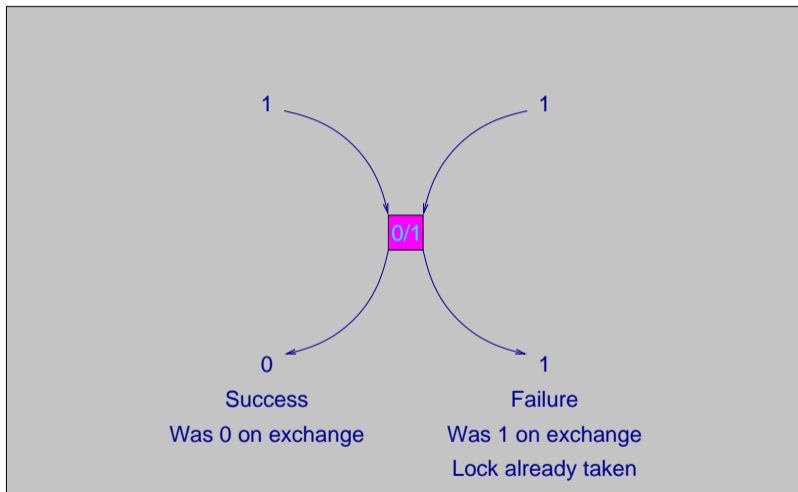 1 1
0/1
0 1
Success Failure
Was 0 on exchange Was 1 on exchange
Lock already taken